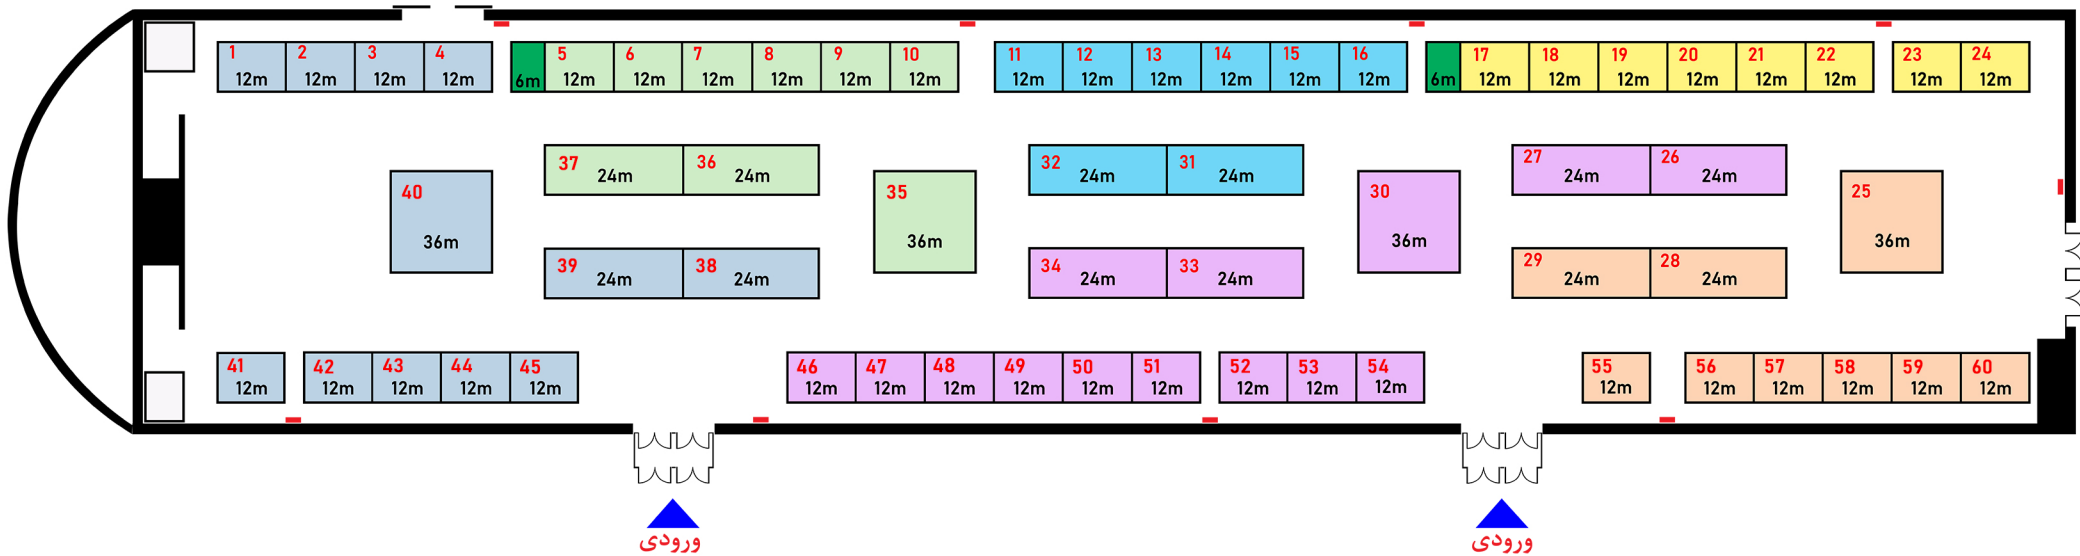 1 2 3 4 5 6 7 8 9 10 11 12 13 14 15 16 17 18 19 20 21 22 23 24
12m 12m 12m 12m 6m 12m 12m 12m 12m 12m 12m 12m 12m 12m 12m 12m 12m 6m 12m 12m 12m 12m 12m 12m 12m 12m
37 36 32 31 27 26
24m 24m 24m 24m 24m 24m
40 35 30 25
36m 36m 36m 36m
39 38 34 33 29 28
24m 24m 24m 24m 24m 24m
41 42 43 44 45 46 47 48 49 50 51 52 53 54 55 56 57 58 59 60
12m 12m 12m 12m 12m 12m 12m 12m 12m 12m 12m 12m 12m 12m 12m 12m 12m 12m 12m 12m
ورودی
ورودی